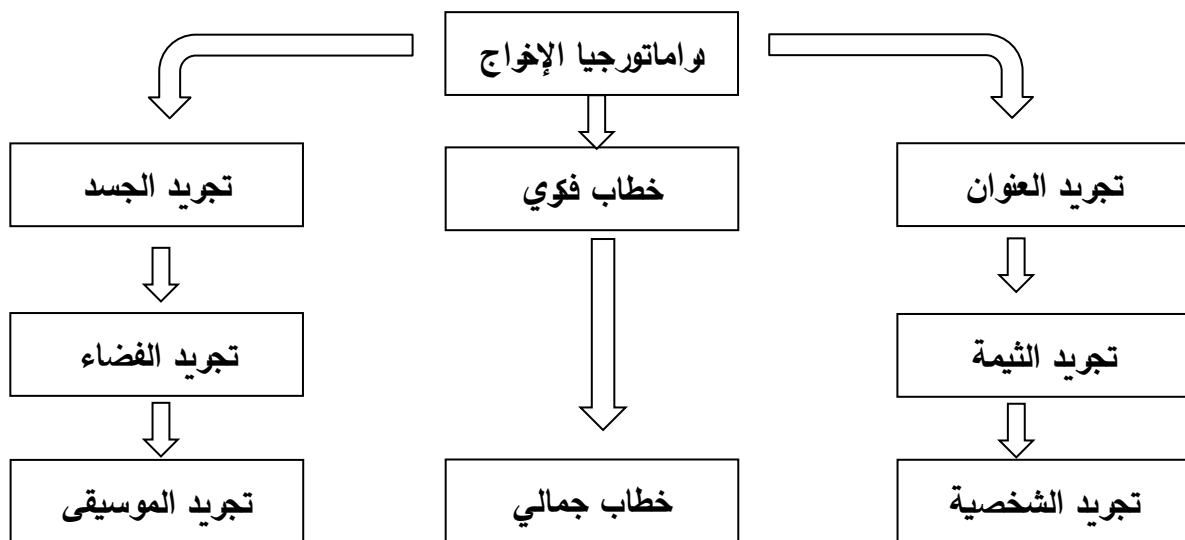 دراماتورجيا الإخراج
تجريد العنوان
خطاب فكري
تجريد الجسد
تجريد الثيمة
تجريد الفضاء
تجريد الشخصية
خطاب جمالي
تجريد الموسيقى